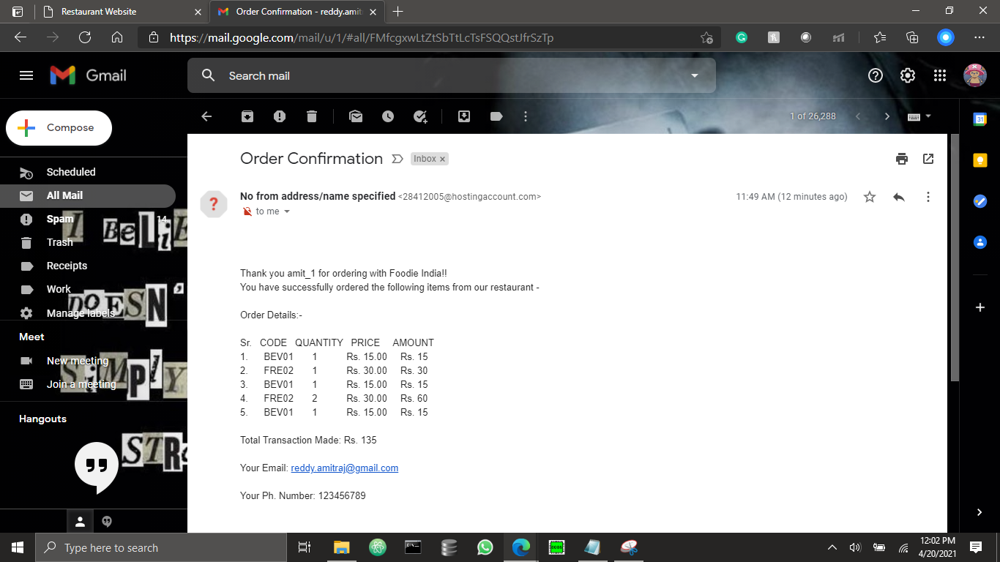 Restaurant Website
Order Confirmation - reddy.amit
https://mail.google.com/mail/u/1/#all/FMfcgxwLtZtSbTtLcTsFSQQstJfrSzTp
Gmail
Search mail
Compose
1 of 26,288
31
Scheduled
All Mail
Spam 14
Trash
Receipts
Work
Manage labels
Meet
New meeting
Join a meeting
Hangouts
I BELIE
DOESN'
SIMPLY
STR
Order Confirmation
Inbox ×
?
No from address/name specified <28412005@hostingaccount.com>
11:49 AM (12 minutes ago)
to me
Thank you amit_1 for ordering with Foodie India!!
You have successfully ordered the following items from our restaurant -
Order Details:-
Sr. CODE QUANTITY PRICE AMOUNT
1. BEV01 1 Rs. 15.00 Rs. 15
2. FRE02 1 Rs. 30.00 Rs. 30
3. BEV01 1 Rs. 15.00 Rs. 15
4. FRE02 2 Rs. 30.00 Rs. 60
5. BEV01 1 Rs. 15.00 Rs. 15
Total Transaction Made: Rs. 135
Your Email: reddy.amitraj@gmail.com
Your Ph. Number: 123456789
Type here to search
12:02 PM
4/20/2021